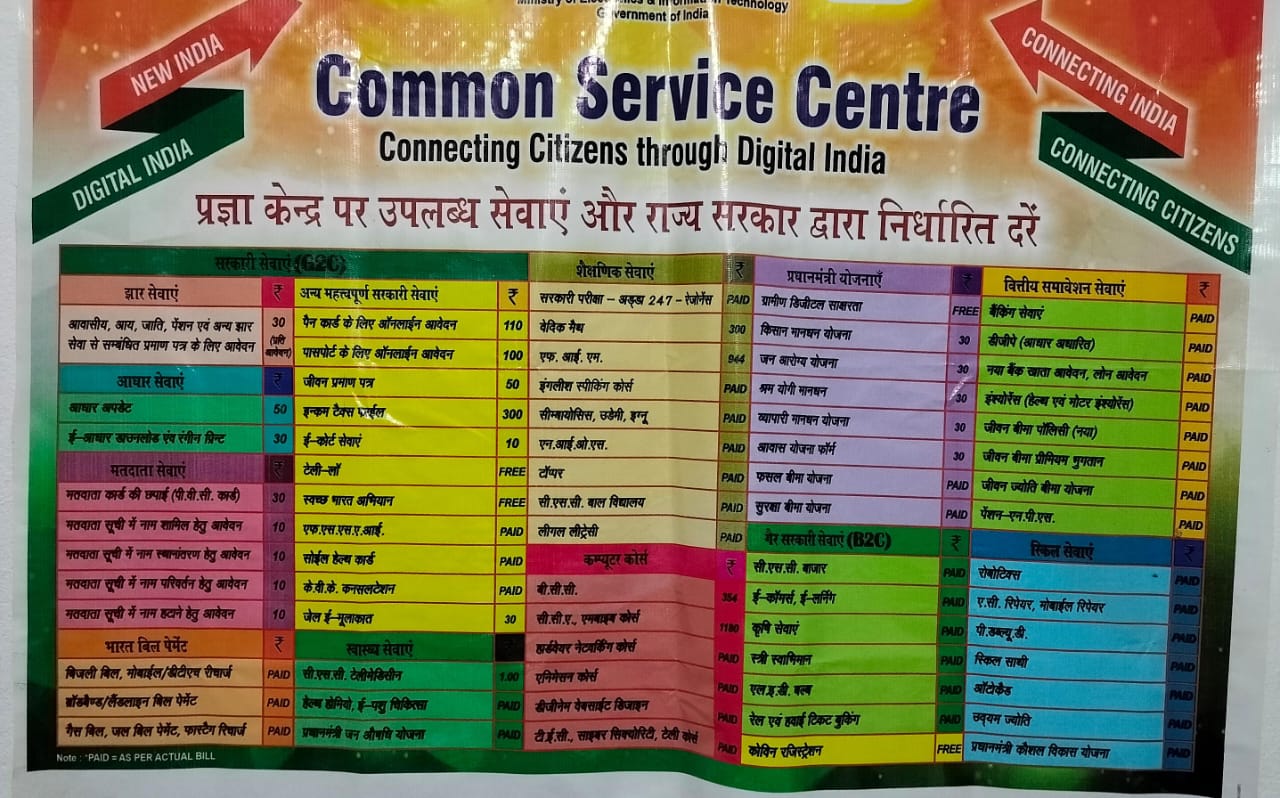 Ministry of Electronics & Information Technology
Government of India
NEW INDIA
DIGITAL INDIA
CONNECTING INDIA
CONNECTING CITIZENS
Common Service Centre
Connecting Citizens through Digital India
प्रज्ञा केन्द्र पर उपलब्ध सेवाएं और राज्य सरकार द्वारा निर्धारित दरें
सरकारी सेवाएं (G2C)
झार सेवाएं ₹
आवासीय, आय, जाति, पेंशन एवं अन्य झार
सेवा से सम्बंधित प्रमाण पत्र के लिए आवेदन
30
(प्रति
आवेदन)
आधार सेवाएं ₹
आधार अपडेट 50
ई–आधार डाउनलोड एंव रंगीन प्रिन्ट 30
मतदाता सेवाएं ₹
मतदाता कार्ड की छपाई (पी.वी.सी. कार्ड) 30
मतदाता सूची में नाम शामिल हेतु आवेदन 10
मतदाता सूची में नाम स्थानांतरण हेतु आवेदन 10
मतदाता सूची में नाम परिवर्तन हेतु आवेदन 10
मतदाता सूची में नाम हटाने हेतु आवेदन 10
भारत बिल पेमेंट ₹
बिजली बिल, मोबाईल/डीटीएच रीचार्ज PAID
ब्रॉडबैण्ड/लैंडलाइन बिल पेमेंट PAID
गैस बिल, जल बिल पेमेंट, फास्टैग रिचार्ज PAID
अन्य महत्वपूर्ण सरकारी सेवाएं ₹
पैन कार्ड के लिए ऑनलाईन आवेदन 110
पासपोर्ट के लिए ऑनलाईन आवेदन 100
जीवन प्रमाण पत्र 50
इन्कम टैक्स फाईल 300
ई–कोर्ट सेवाएं 10
टेली–लॉ FREE
स्वच्छ भारत अभियान FREE
एफ.एस.एस.ए.आई. PAID
सोईल हेल्थ कार्ड PAID
के.वी.के. कनसलटेशन PAID
जेल ई–मूलाकात 30
स्वास्थ्य सेवाएं ₹
सी.एस.सी. टेलीमेडिसीन 1.00
हेल्थ होमियो, ई–पशु चिकित्सा PAID
प्रधानमंत्री जन औषधि योजना PAID
शैक्षणिक सेवाएं ₹
सरकारी परीक्षा – अड्डा 247 – रेजोनेंस PAID
वेदिक मैथ 300
एफ. आई. एम. 944
इंगलीश स्पीकिंग कोर्स PAID
सीम्बायोसिस, उडेमी, इग्नू PAID
एन.आई.ओ.एस. PAID
टॉप्पर PAID
सी.एस.सी. बाल विद्यालय PAID
लीगल लीट्रेसी PAID
कम्प्यूटर कोर्स ₹
बी.सी.सी. 354
सी.सी.ए., एमबाइब कोर्स 1180
हार्डवेयर नेटवर्किंग कोर्स PAID
एनिमेसन कोर्स PAID
डीजीनेम वेबसाईट डिजाइन PAID
टी.ई.सी., साइबर सिक्योरिटी, टेली कोर्स PAID
प्रधानमंत्री योजनाएँ ₹
ग्रामीण डिजीटल साक्षरता FREE
किसान मानधन योजना 30
जन आरोग्य योजना 30
श्रम योगी मानधन 30
व्यापारी मानधन योजना 30
आवास योजना फॉर्म 30
फसल बीमा योजना PAID
सुरक्षा बीमा योजना PAID
गैर सरकारी सेवाएं (B2C) ₹
सी.एस.सी. बाजार PAID
ई–कॉमर्स, ई–लर्निंग PAID
कृषि सेवाएं PAID
स्त्री स्वाभिमान PAID
एल.इ.डी. बल्ब PAID
रेल एवं हवाई टिकट बुकिंग PAID
कोविन रजिस्ट्रेशन FREE
वित्तीय समावेशन सेवाएं ₹
बैंकिंग सेवाएं PAID
डीजीपे (आधार अधारित) PAID
नया बैंक खाता आवेदन, लोन आवेदन PAID
इंश्योरेंस (हेल्थ एवं मोटर इंश्योरेंस) PAID
जीवन बीमा पॉलिसी (नया) PAID
जीवन बीमा प्रीमियम भुगतान PAID
जीवन ज्योति बीमा योजना PAID
पेंशन–एन.पी.एस. PAID
स्किल सेवाएं ₹
रोबोटिक्स PAID
ए.सी. रिपेयर, मोबाईल रिपेयर PAID
पी.डब्ल्यू.डी. PAID
स्किल साथी PAID
ऑटोकैड PAID
उद्यम ज्योति PAID
प्रधानमंत्री कौशल विकास योजना PAID
Note : *PAID = AS PER ACTUAL BILL